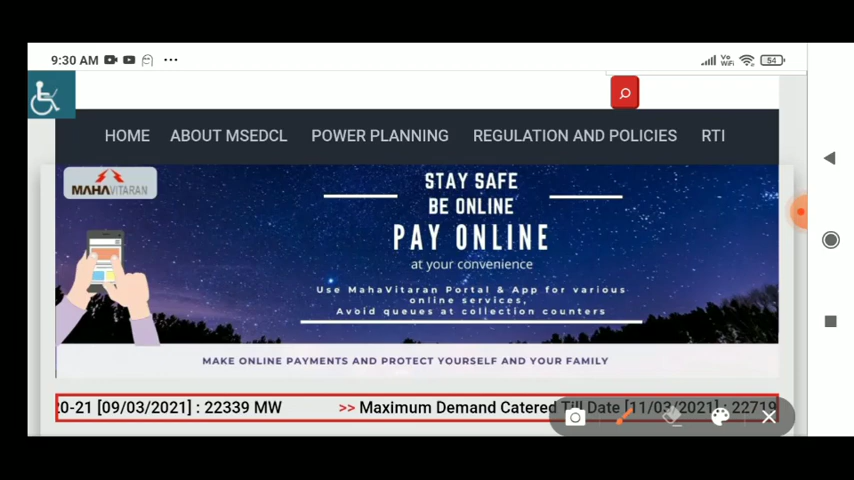 9:30 AM
Vo
WiFi
54
HOME ABOUT MSEDCL POWER PLANNING REGULATION AND POLICIES RTI
MAHAVITARAN
STAY SAFE
BE ONLINE
PAY ONLINE
at your convenience
Use MahaVitaran Portal & App for various
online services,
Avoid queues at collection counters
MAKE ONLINE PAYMENTS AND PROTECT YOURSELF AND YOUR FAMILY
20-21 [09/03/2021] : 22339 MW >> Maximum Demand Catered Till Date [11/03/2021] : 22719